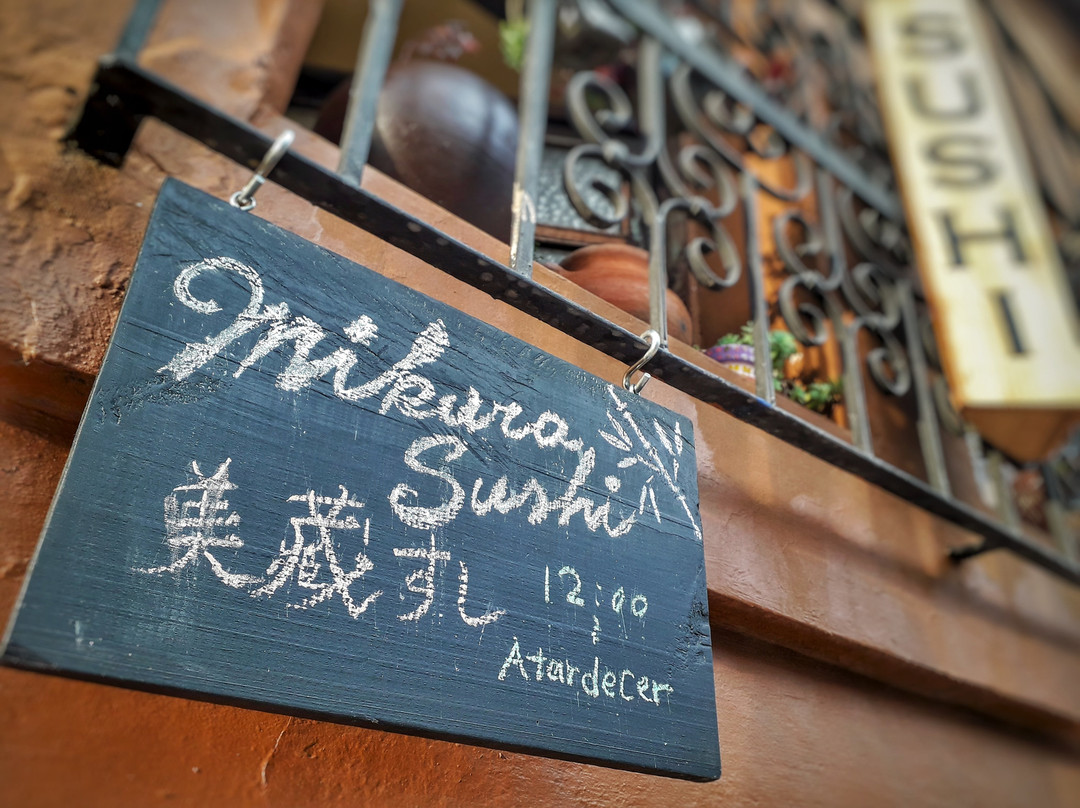 Mikura
Sushi
美蔵 すし
12:00
Atardecer
SUSHI